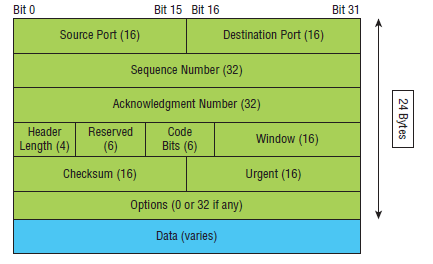 Bit 0 Bit 15 Bit 16 Bit 31
Source Port (16) Destination Port (16)
Sequence Number (32)
Acknowledgment Number (32)
Header
Length (4)
Reserved
(6)
Code
Bits (6)
Window (16)
Checksum (16) Urgent (16)
Options (0 or 32 if any)
Data (varies)
24 Bytes